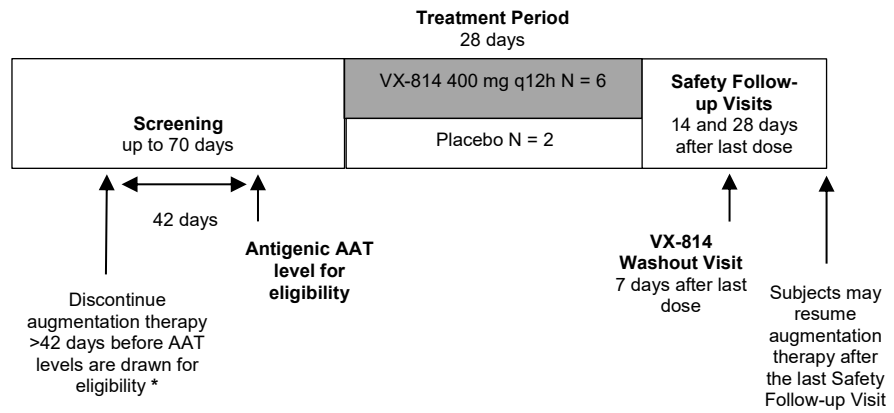 Treatment Period
28 days
VX-814 400 mg q12h N = 6
Placebo N = 2
Screening
up to 70 days
Safety Follow-
up Visits
14 and 28 days
after last dose
42 days
Antigenic AAT
level for
eligibility
Discontinue
augmentation therapy
>42 days before AAT
levels are drawn for
eligibility *
VX-814
Washout Visit
7 days after last
dose
Subjects may
resume
augmentation
therapy after
the last Safety
Follow-up Visit